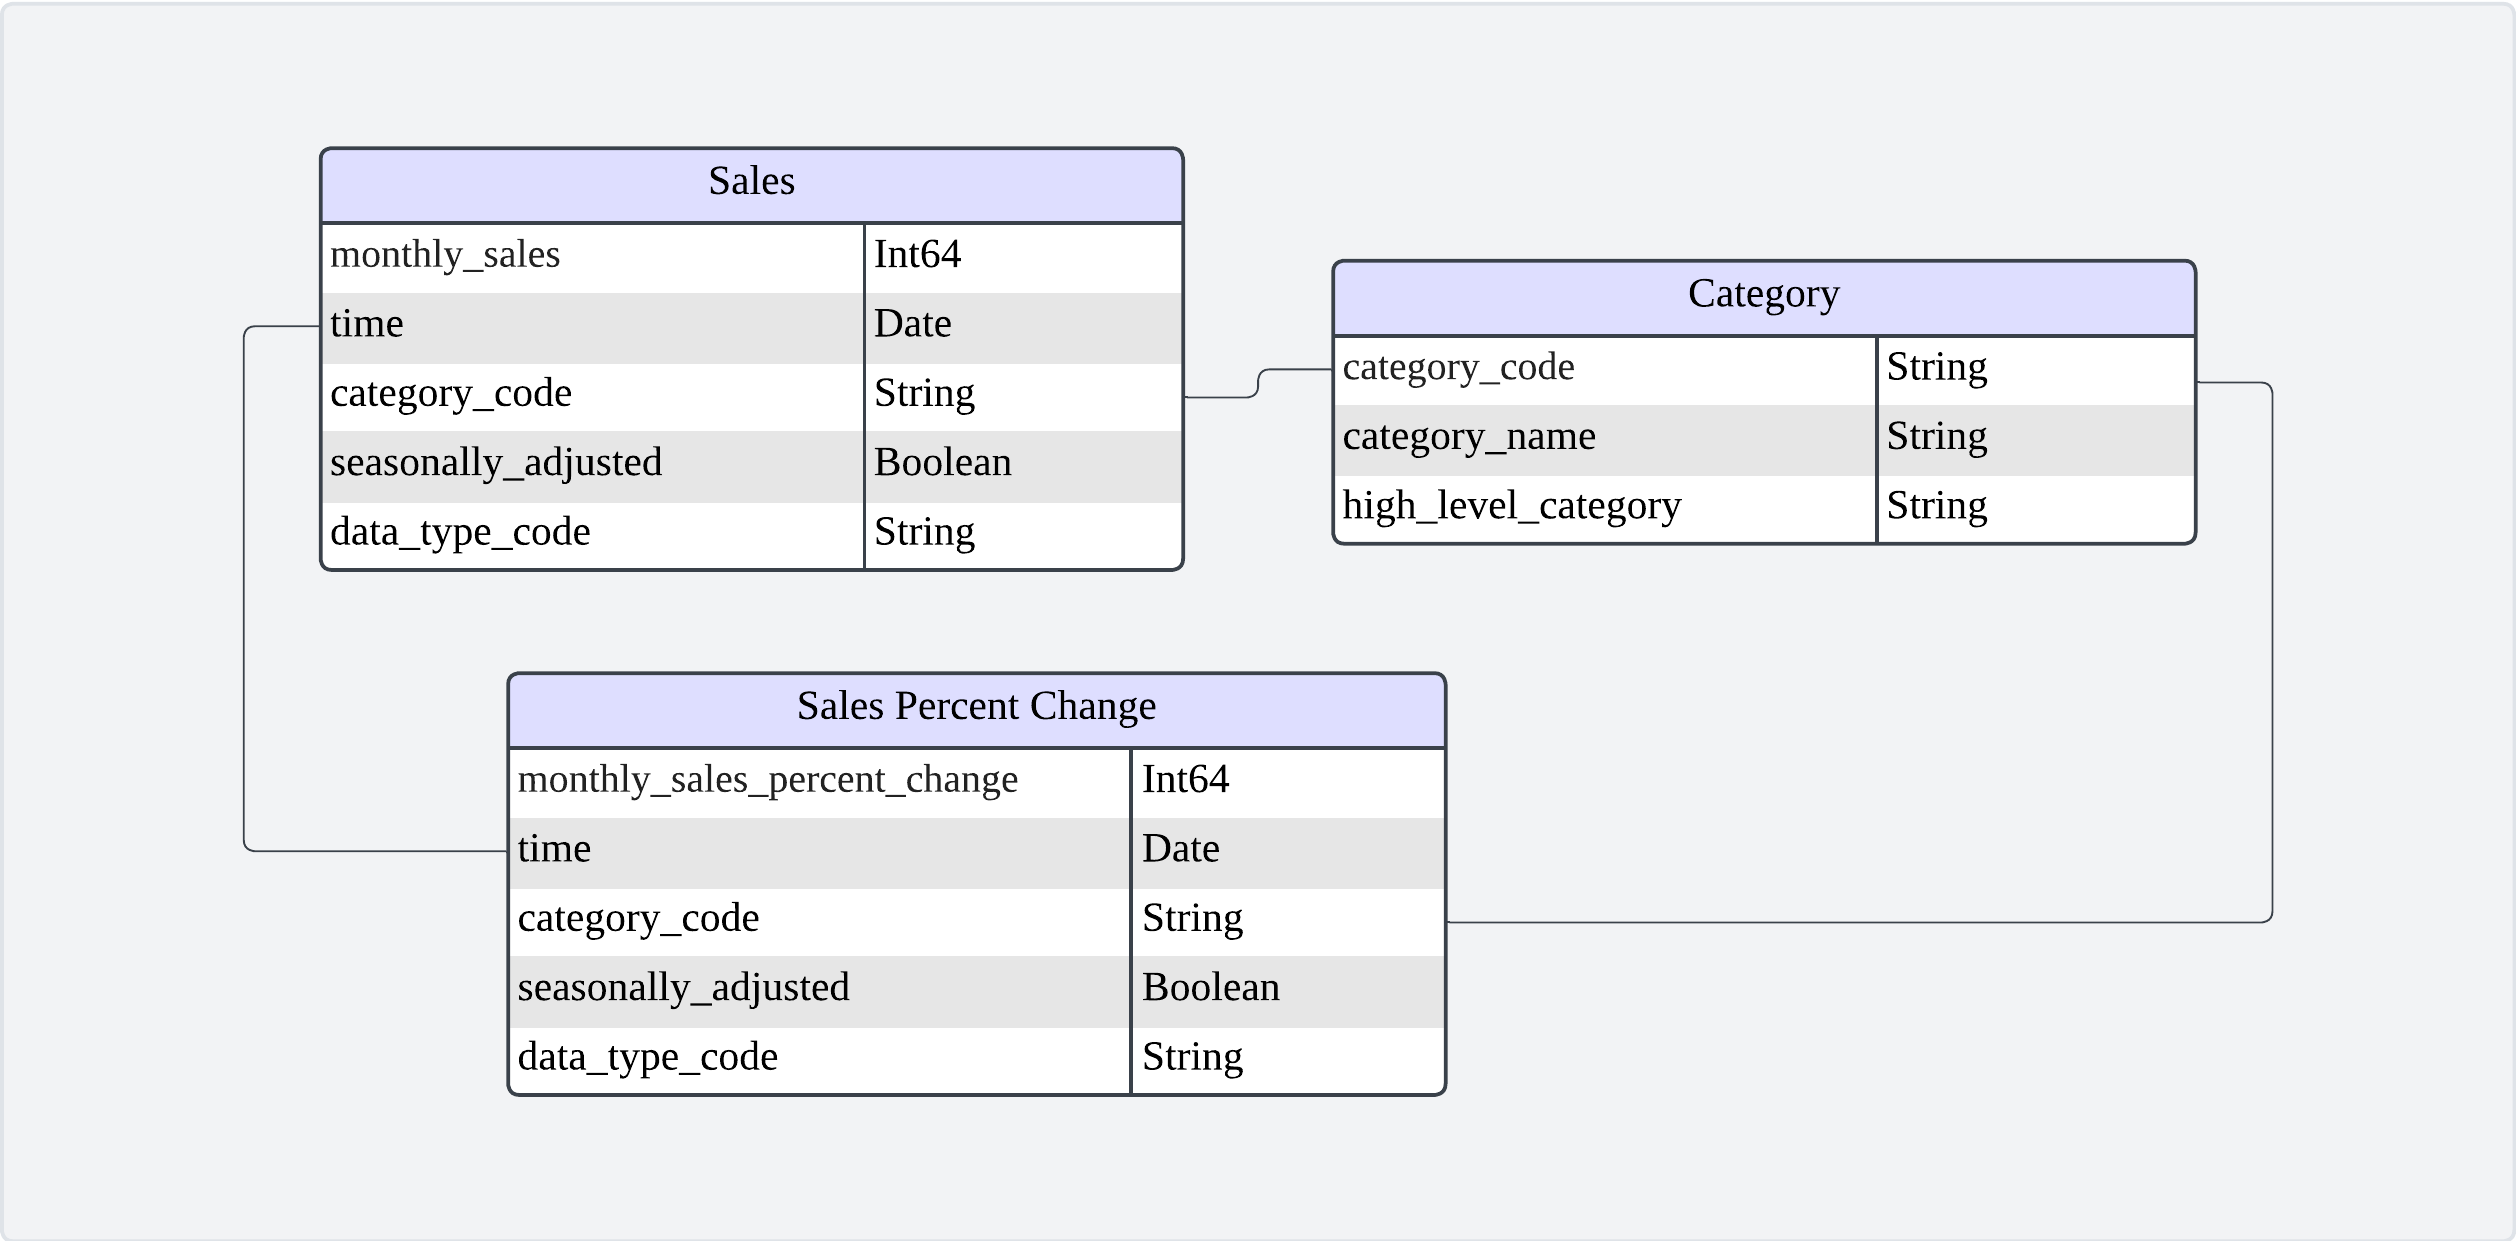 Sales
monthly_sales Int64
time Date
category_code String
seasonally_adjusted Boolean
data_type_code String
Category
category_code String
category_name String
high_level_category String
Sales Percent Change
monthly_sales_percent_change Int64
time Date
category_code String
seasonally_adjusted Boolean
data_type_code String